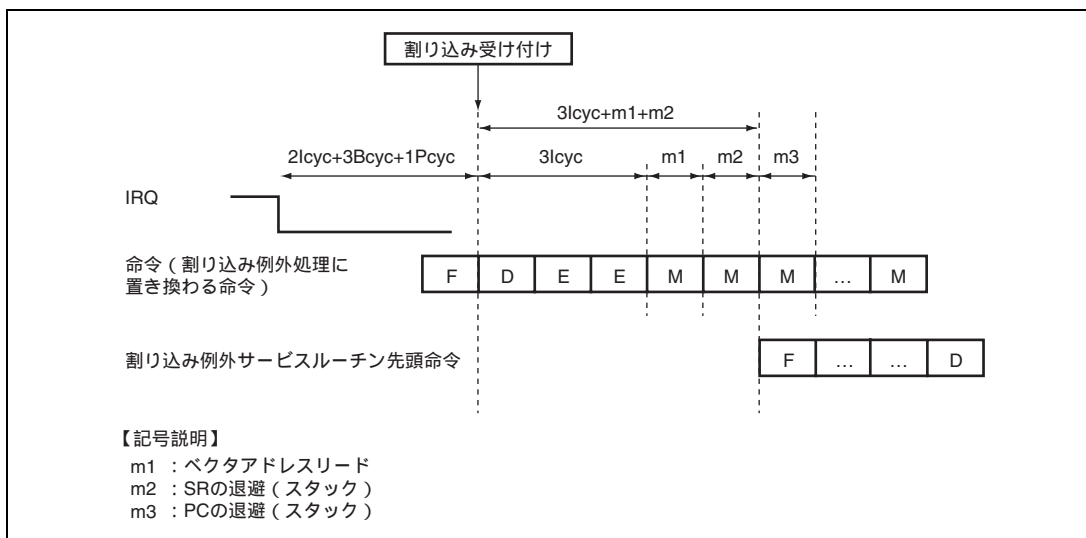 割り込み受け付け
3Icyc+m1+m2
2Icyc+3Bcyc+1Pcyc
3Icyc
m1
m2
m3
IRQ
命令（割り込み例外処理に
置き換わる命令）
F D E E M M M … M
割り込み例外サービスルーチン先頭命令
F … … D
【記号説明】
m1 ：ベクタアドレスリード
m2 ：SRの退避（スタック）
m3 ：PCの退避（スタック）